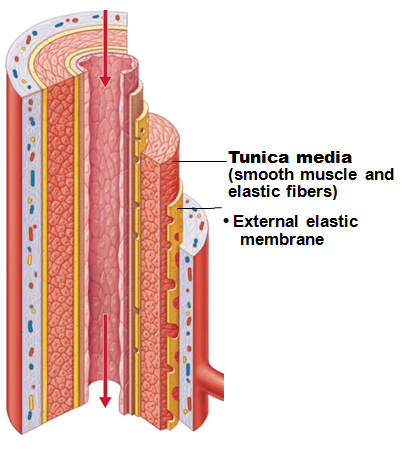 Tunica media
(smooth muscle and
elastic fibers)
• External elastic
membrane